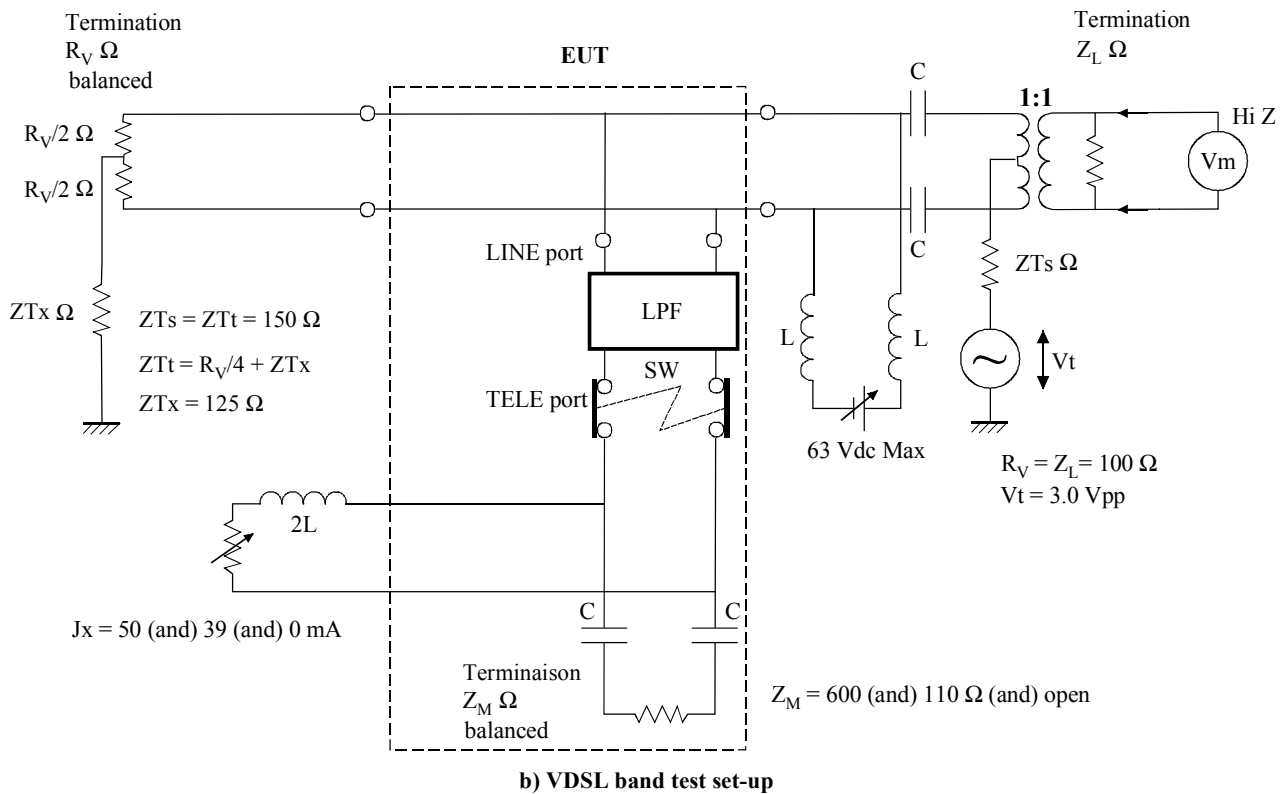 Termination
R_V Ω
balanced
EUT
Termination
Z_L Ω
C
1:1
Hi Z
R_V/2 Ω
Vm
R_V/2 Ω
C
LINE port
ZTs Ω
ZTx Ω
ZTs = ZTt = 150 Ω
LPF
L
L
ZTt = R_V/4 + ZTx
SW
Vt
ZTx = 125 Ω
TELE port
63 Vdc Max
R_V = Z_L= 100 Ω
Vt = 3.0 Vpp
2L
C
C
Jx = 50 (and) 39 (and) 0 mA
Terminaison
Z_M Ω
balanced
Z_M = 600 (and) 110 Ω (and) open
b) VDSL band test set-up